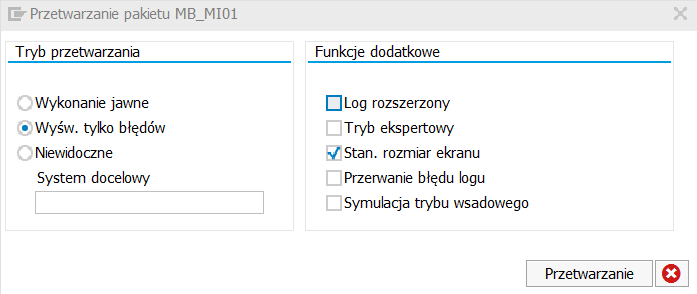 Przetwarzanie pakietu MB_MI01
Tryb przetwarzania
Wykonanie jawne
Wyśw. tylko błędów
Niewidoczne
System docelowy
Funkcje dodatkowe
Log rozszerzony
Tryb ekspertowy
Stan. rozmiar ekranu
Przerwanie błędu logu
Symulacja trybu wsadowego
Przetwarzanie